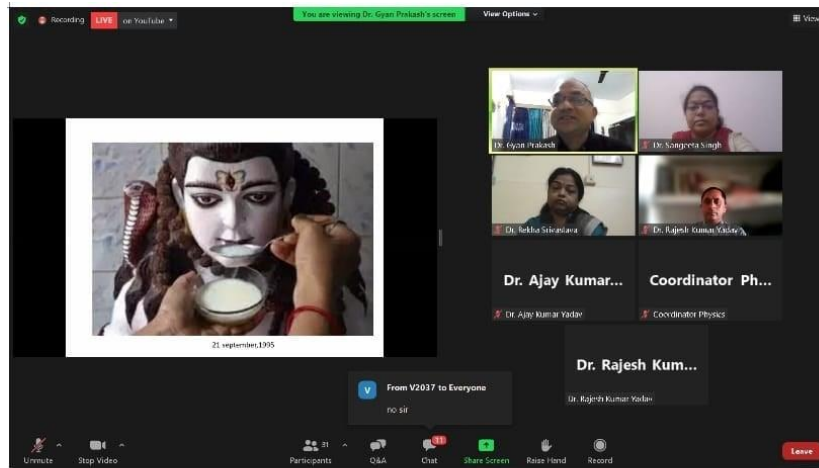 Recording
LIVE
on YouTube
You are viewing Dr. Gyan Prakash's screen
View Options
View
21 september,1995
Dr. Gyan Prakash
Dr. Sangeeta Singh
Dr. Rekha Srivastava
Dr. Rajesh Kumar Yadav
Dr. Ajay Kumar...
Dr. Ajay Kumar Yadav
Coordinator Ph...
Coordinator Physics
Dr. Rajesh Kum...
Dr. Rajesh Kumar Yadav
V
From V2037 to Everyone
no sir
Unmute
Stop Video
31
Participants
Q&A
11
Chat
Share Screen
Raise Hand
Record
Leave